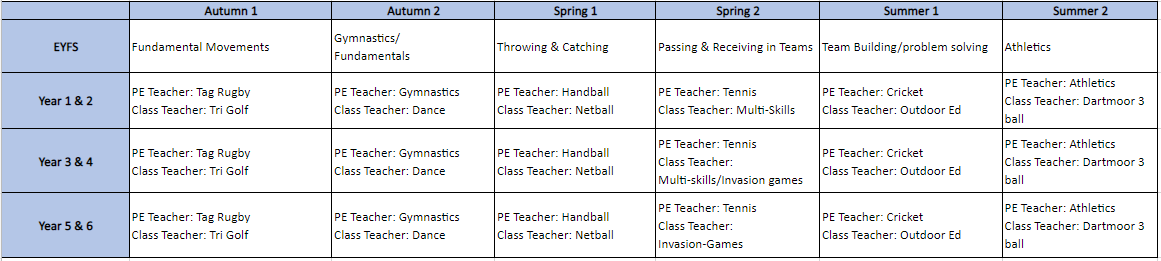 Autumn 1 Autumn 2 Spring 1 Spring 2 Summer 1 Summer 2
EYFS
Fundamental Movements
Gymnastics/
Fundamentals
Throwing & Catching
Passing & Receiving in Teams
Team Building/problem solving
Athletics
Year 1 & 2
PE Teacher: Tag Rugby
Class Teacher: Tri Golf
PE Teacher: Gymnastics
Class Teacher: Dance
PE Teacher: Handball
Class Teacher: Netball
PE Teacher: Tennis
Class Teacher: Multi-Skills
PE Teacher: Cricket
Class Teacher: Outdoor Ed
PE Teacher: Athletics
Class Teacher: Dartmoor 3
ball
Year 3 & 4
PE Teacher: Tag Rugby
Class Teacher: Tri Golf
PE Teacher: Gymnastics
Class Teacher: Dance
PE Teacher: Handball
Class Teacher: Netball
PE Teacher: Tennis
Class Teacher:
Multi-skills/Invasion games
PE Teacher: Cricket
Class Teacher: Outdoor Ed
PE Teacher: Athletics
Class Teacher: Dartmoor 3
ball
Year 5 & 6
PE Teacher: Tag Rugby
Class Teacher: Tri Golf
PE Teacher: Gymnastics
Class Teacher: Dance
PE Teacher: Handball
Class Teacher: Netball
PE Teacher: Tennis
Class Teacher:
Invasion-Games
PE Teacher: Cricket
Class Teacher: Outdoor Ed
PE Teacher: Athletics
Class Teacher: Dartmoor 3
ball